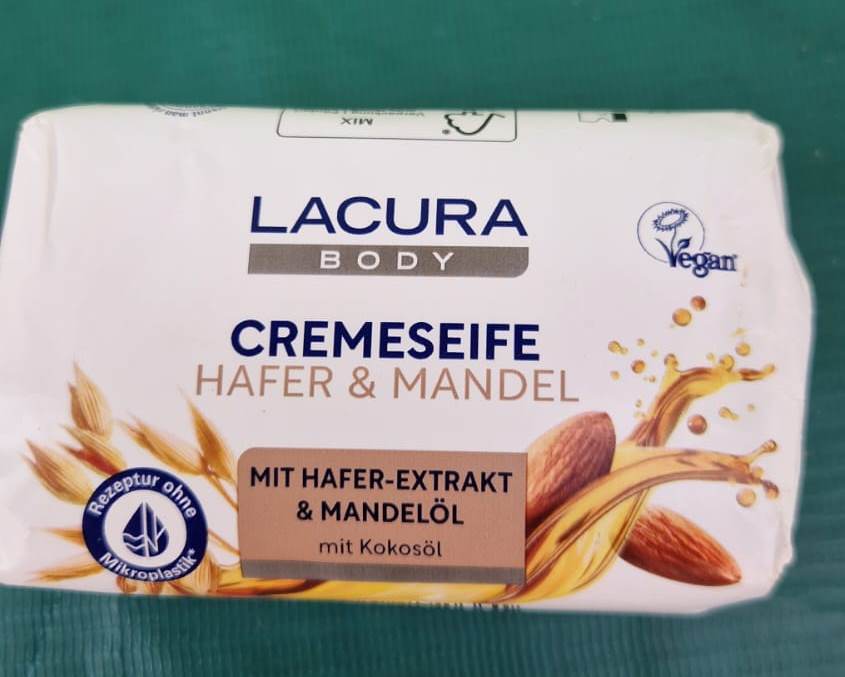 MIX
LACURA
BODY
Vegan
CREMESEIFE
HAFER & MANDEL
MIT HAFER-EXTRAKT
& MANDELÖL
mit Kokosöl
Rezeptur ohne
Mikroplastik*